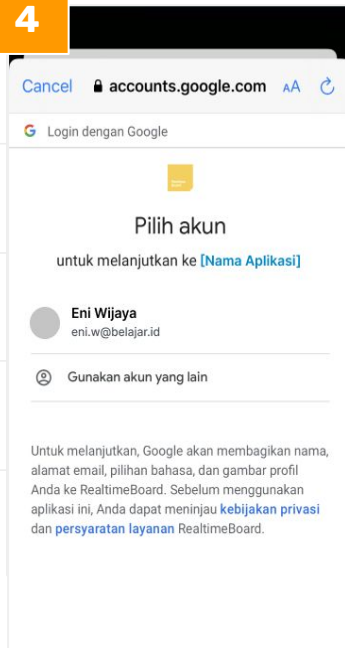 4
Cancel accounts.google.com AA
G Login dengan Google
Pilih akun
untuk melanjutkan ke [Nama Aplikasi]
Eni Wijaya
eni.w@belajar.id
Gunakan akun yang lain
Untuk melanjutkan, Google akan membagikan nama,
alamat email, pilihan bahasa, dan gambar profil
Anda ke RealtimeBoard. Sebelum menggunakan
aplikasi ini, Anda dapat meninjau kebijakan privasi
dan persyaratan layanan RealtimeBoard.